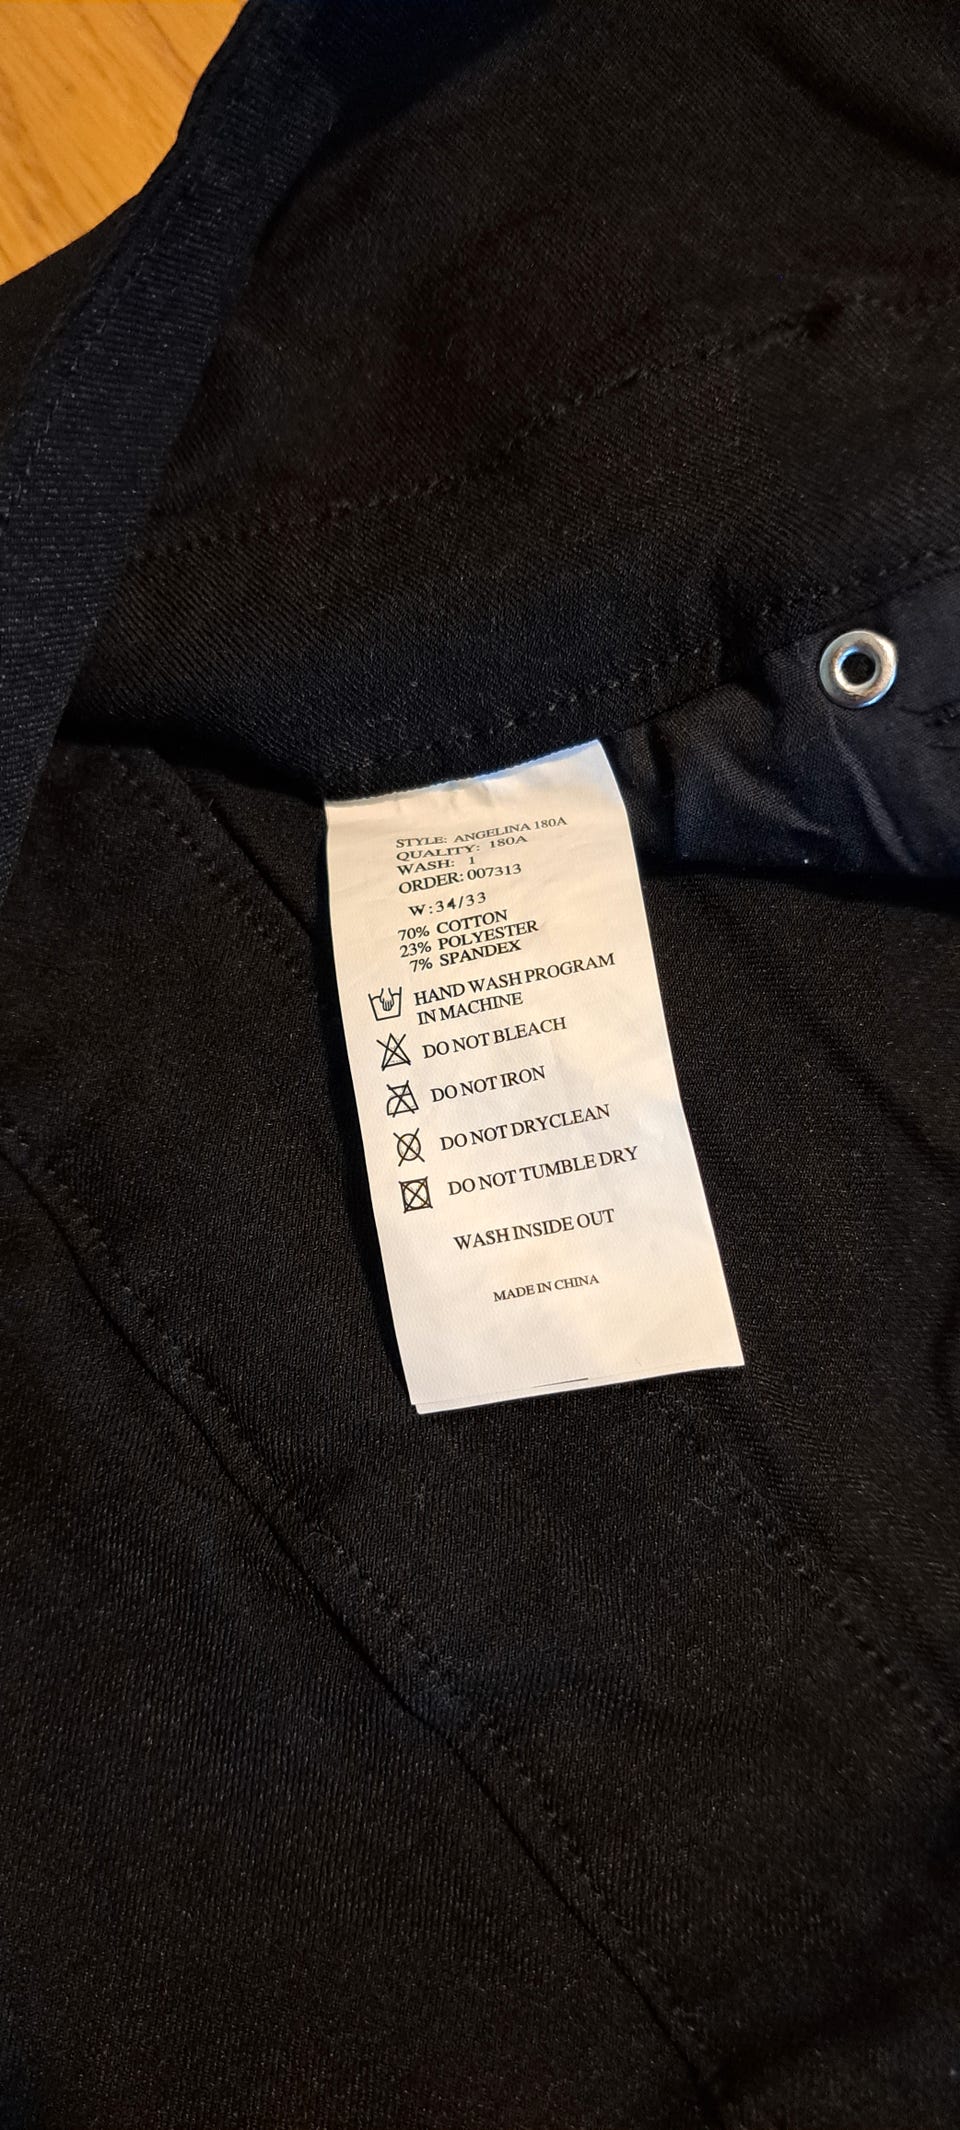 STYLE: ANGELINA 180A
QUALITY: 180A
WASH: 1
ORDER: 007313
W:34/33
70% COTTON
23% POLYESTER
7% SPANDEX
HAND WASH PROGRAM
IN MACHINE
DO NOT BLEACH
DO NOT IRON
DO NOT DRYCLEAN
DO NOT TUMBLE DRY
WASH INSIDE OUT
MADE IN CHINA